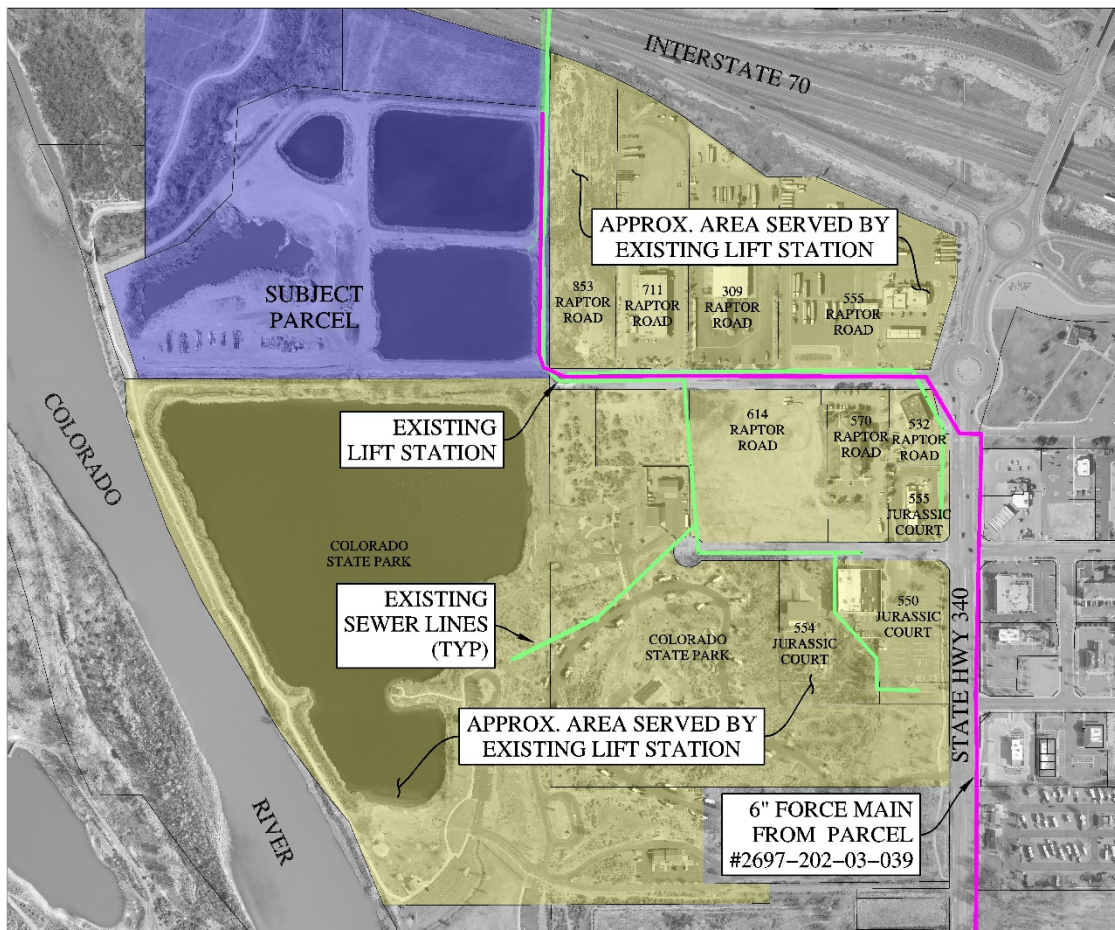 INTERSTATE 70
APPROX. AREA SERVED BY
EXISTING LIFT STATION
SUBJECT
PARCEL
853
RAPTOR
ROAD
711
RAPTOR
ROAD
309
RAPTOR
ROAD
555
RAPTOR
ROAD
COLORADO
RIVER
EXISTING
LIFT STATION
614
RAPTOR
ROAD
570
RAPTOR
ROAD
532
RAPTOR
ROAD
555
JURASSIC
COURT
COLORADO
STATE PARK
EXISTING
SEWER LINES
(TYP)
COLORADO
STATE PARK
554
JURASSIC
COURT
550
JURASSIC
COURT
STATE HWY 340
APPROX. AREA SERVED BY
EXISTING LIFT STATION
6" FORCE MAIN
FROM PARCEL
#2697-202-03-039